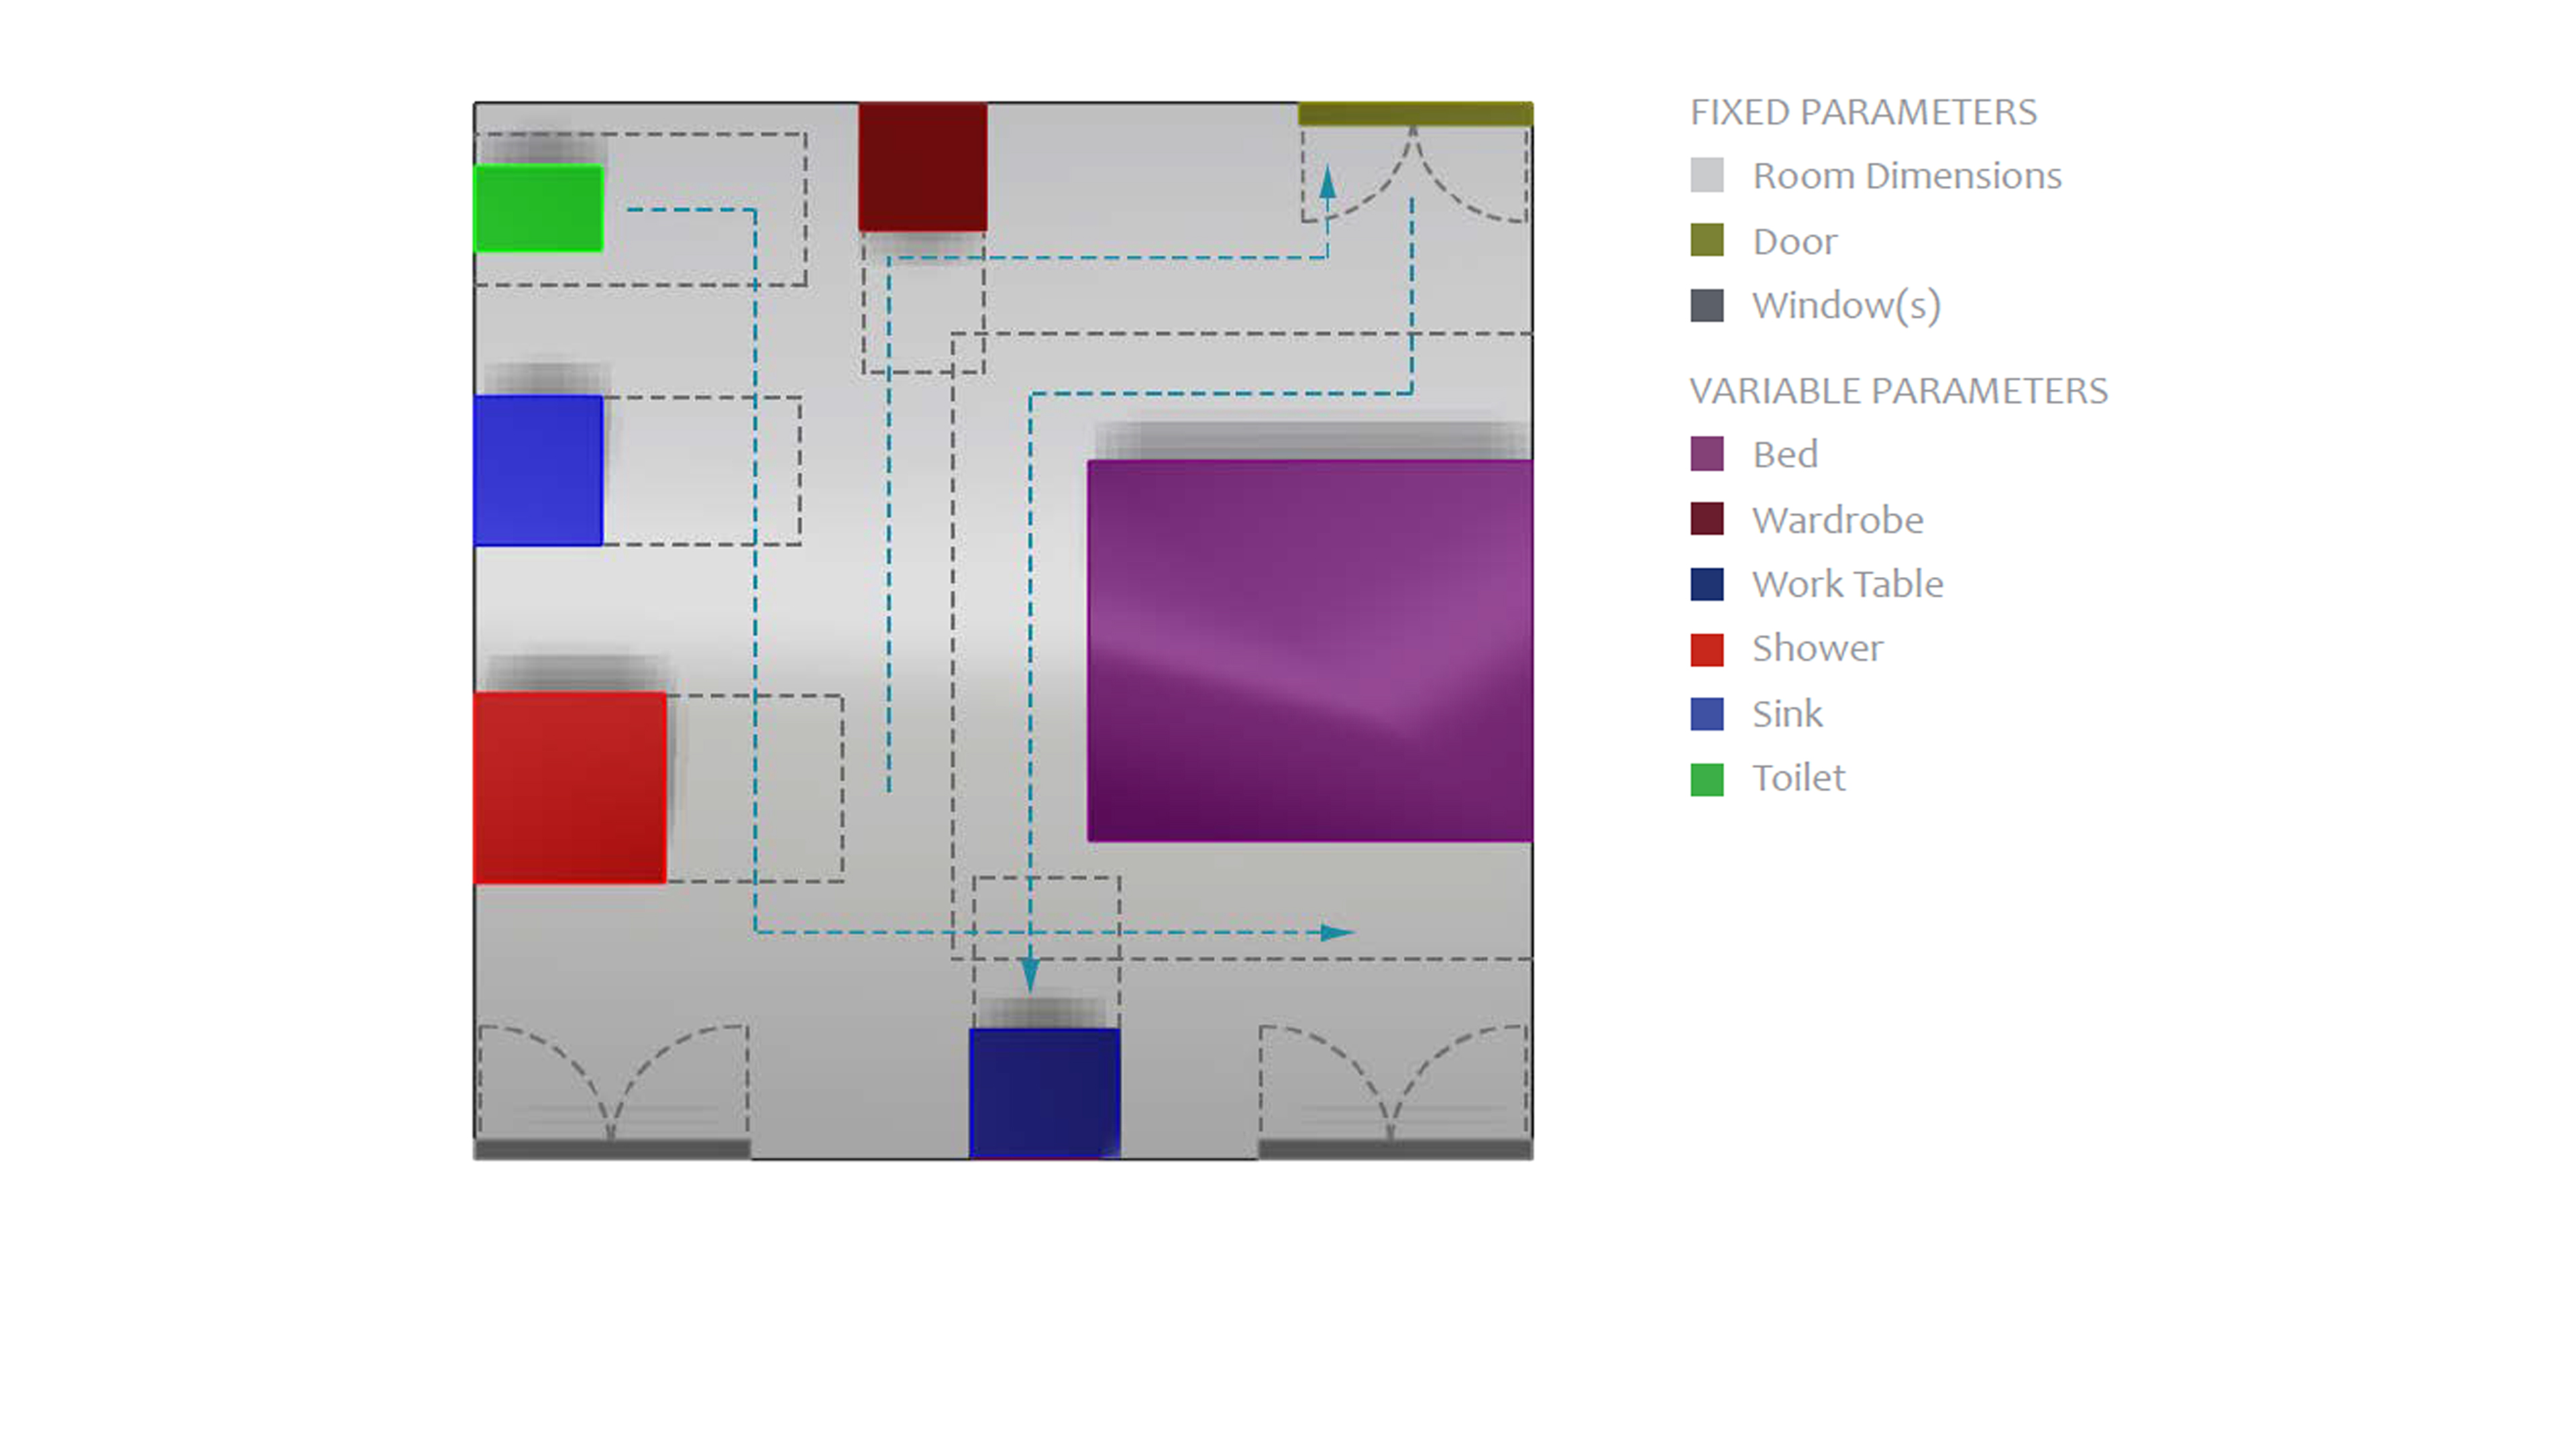 FIXED PARAMETERS
Room Dimensions
Door
Window(s)
VARIABLE PARAMETERS
Bed
Wardrobe
Work Table
Shower
Sink
Toilet